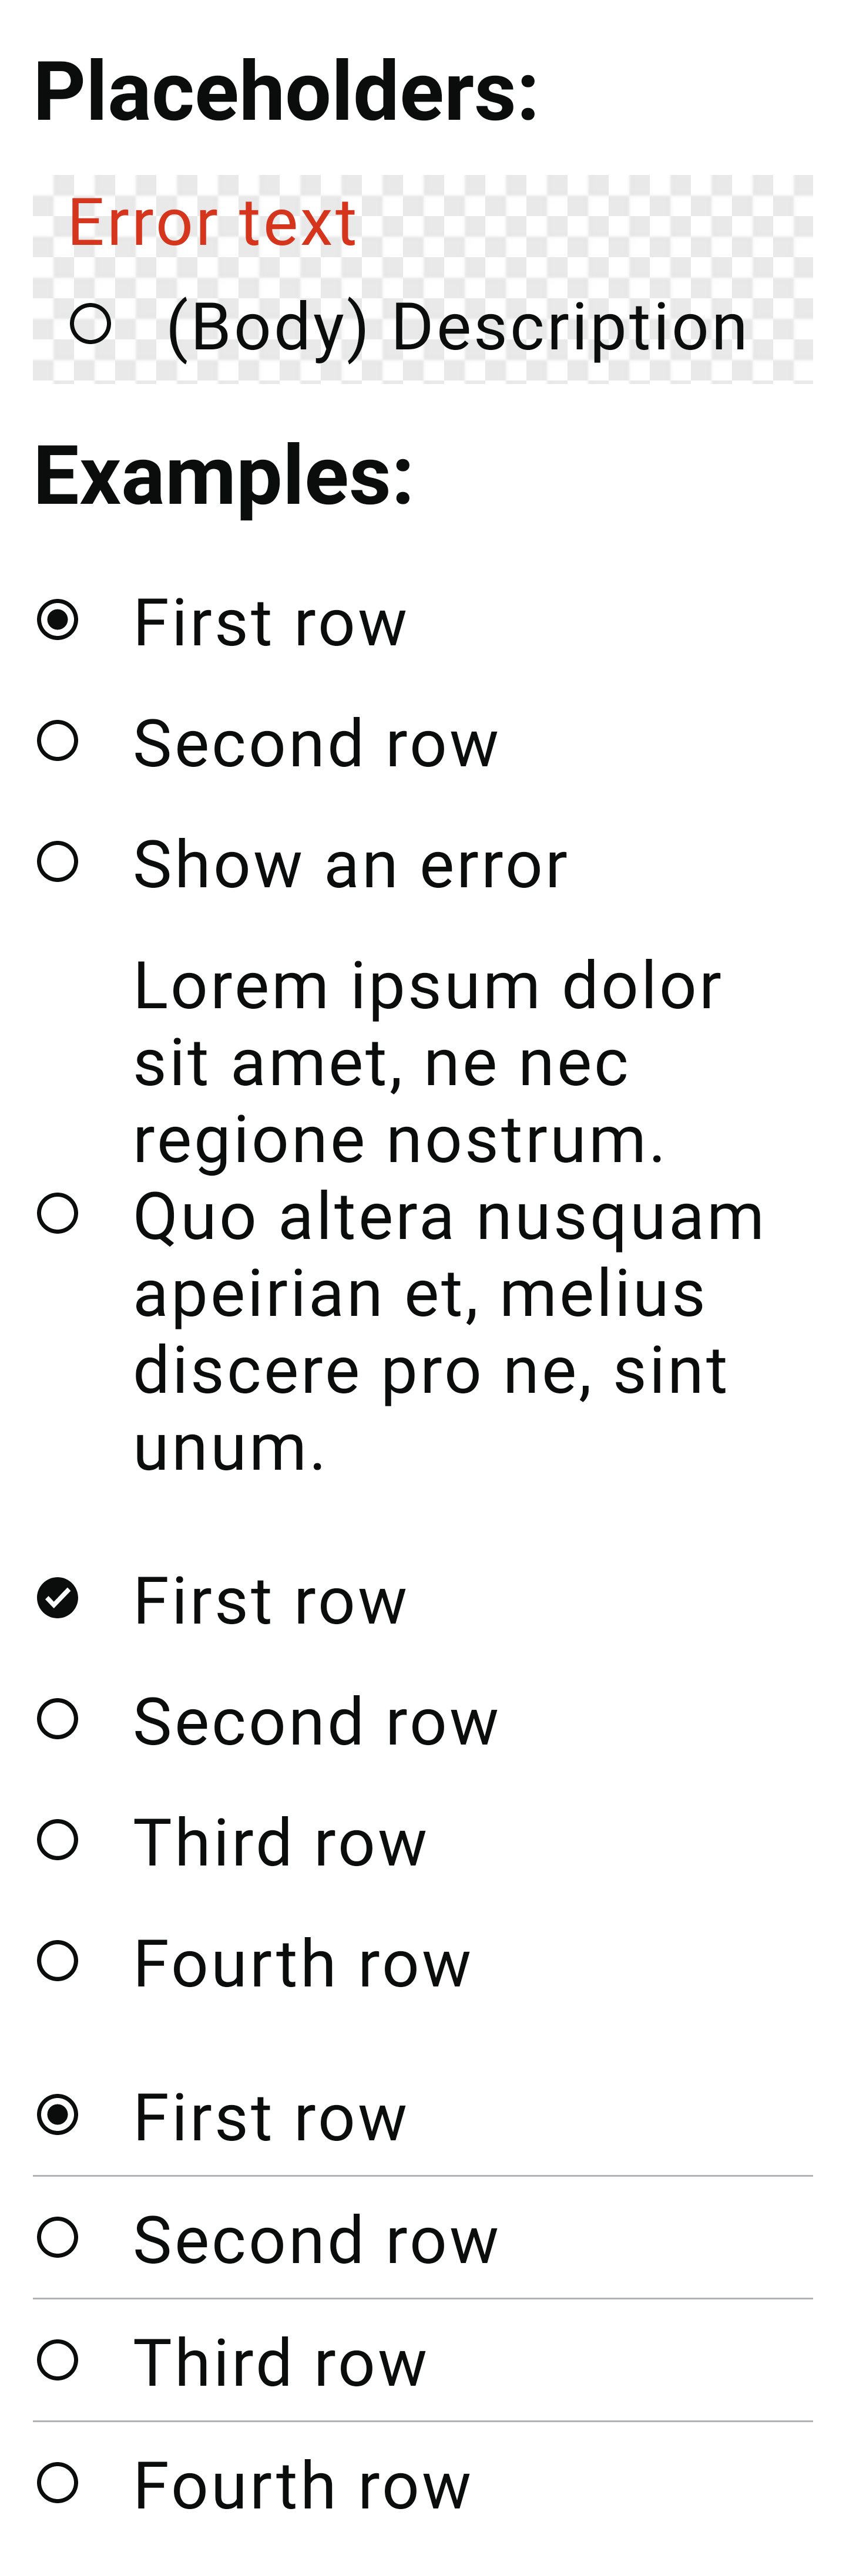 Placeholders:
Error text
(Body) Description
Examples:
First row
Second row
Show an error
Lorem ipsum dolor
sit amet, ne nec
regione nostrum.
Quo altera nusquam
apeirian et, melius
discere pro ne, sint
unum.
First row
Second row
Third row
Fourth row
First row
Second row
Third row
Fourth row